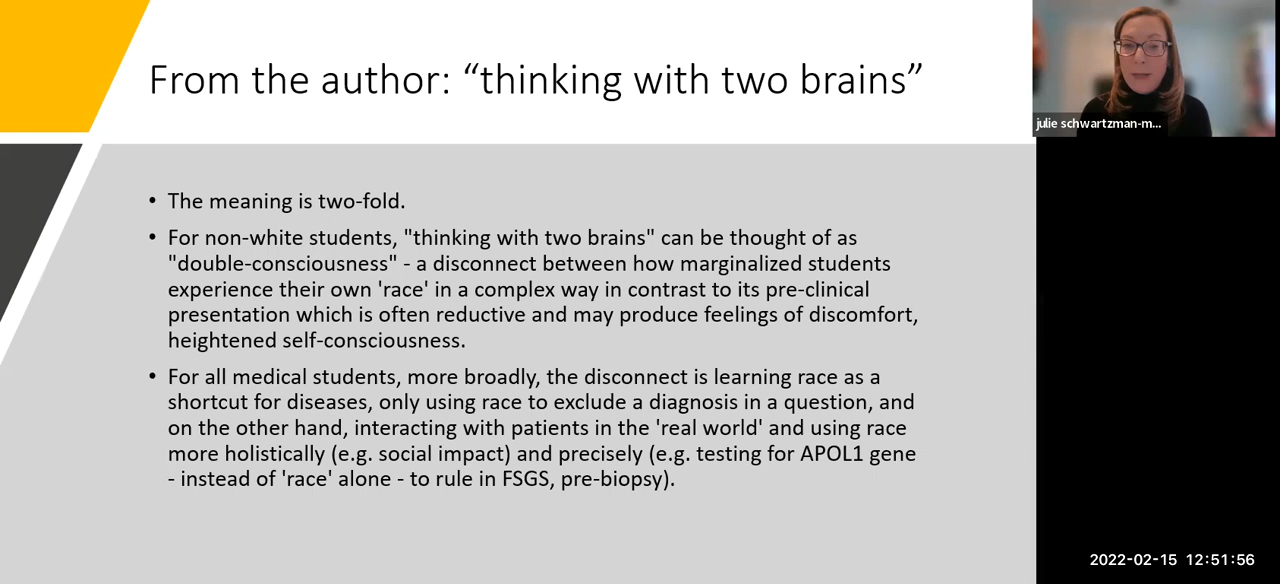 From the author: “thinking with two brains”
julie schwartzman-m...
• The meaning is two-fold.
• For non-white students, "thinking with two brains" can be thought of as
"double-consciousness" - a disconnect between how marginalized students
experience their own 'race' in a complex way in contrast to its pre-clinical
presentation which is often reductive and may produce feelings of discomfort,
heightened self-consciousness.
• For all medical students, more broadly, the disconnect is learning race as a
shortcut for diseases, only using race to exclude a diagnosis in a question, and
on the other hand, interacting with patients in the 'real world' and using race
more holistically (e.g. social impact) and precisely (e.g. testing for APOL1 gene
- instead of 'race' alone - to rule in FSGS, pre-biopsy).
2022-02-15 12:51:56